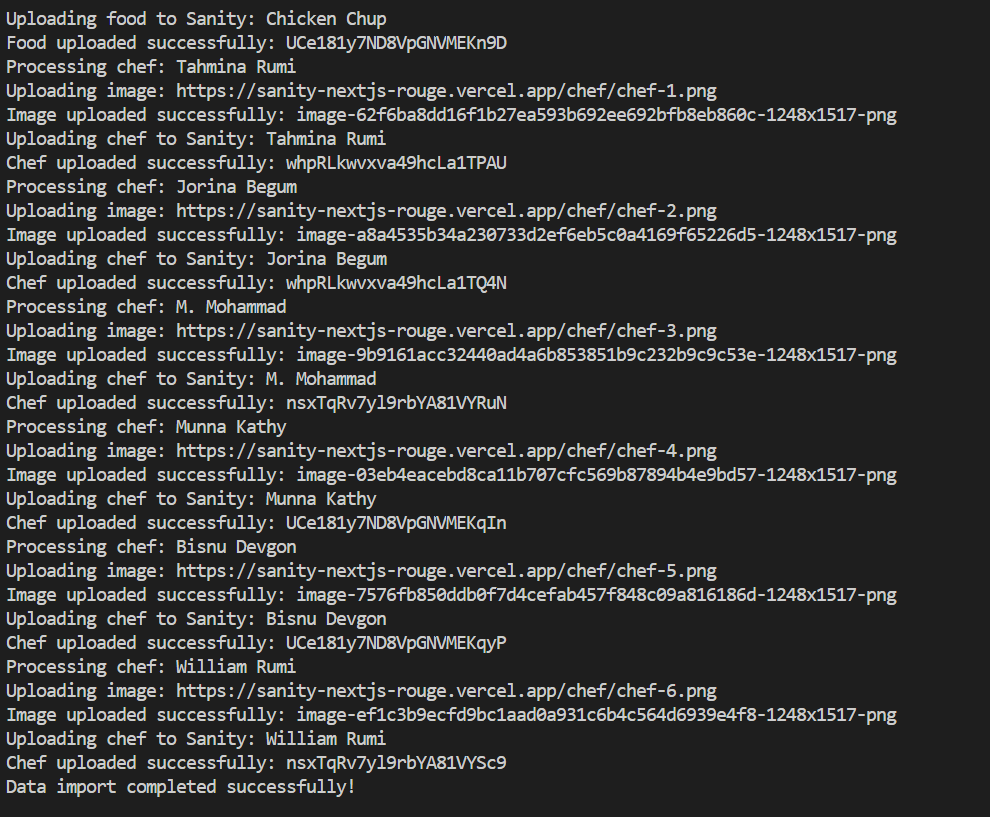 Uploading food to Sanity: Chicken Chup
Food uploaded successfully: UCe181y7ND8VpGNVMEKn9D
Processing chef: Tahmina Rumi
Uploading image: https://sanity-nextjs-rouge.vercel.app/chef/chef-1.png
Image uploaded successfully: image-62f6ba8dd16f1b27ea593b692ee692bfb8eb860c-1248x1517-png
Uploading chef to Sanity: Tahmina Rumi
Chef uploaded successfully: whpRLkwvxva49hcLa1TPAU
Processing chef: Jorina Begum
Uploading image: https://sanity-nextjs-rouge.vercel.app/chef/chef-2.png
Image uploaded successfully: image-a8a4535b34a230733d2ef6eb5c0a4169f65226d5-1248x1517-png
Uploading chef to Sanity: Jorina Begum
Chef uploaded successfully: whpRLkwvxva49hcLa1TQ4N
Processing chef: M. Mohammad
Uploading image: https://sanity-nextjs-rouge.vercel.app/chef/chef-3.png
Image uploaded successfully: image-9b9161acc32440ad4a6b853851b9c232b9c9c53e-1248x1517-png
Uploading chef to Sanity: M. Mohammad
Chef uploaded successfully: nsxTqRv7yl9rbYA81VYRuN
Processing chef: Munna Kathy
Uploading image: https://sanity-nextjs-rouge.vercel.app/chef/chef-4.png
Image uploaded successfully: image-03eb4eacebd8ca11b707cfc569b87894b4e9bd57-1248x1517-png
Uploading chef to Sanity: Munna Kathy
Chef uploaded successfully: UCe181y7ND8VpGNVMEKqIn
Processing chef: Bisnu Devgon
Uploading image: https://sanity-nextjs-rouge.vercel.app/chef/chef-5.png
Image uploaded successfully: image-7576fb850ddb0f7d4cefab457f848c09a816186d-1248x1517-png
Uploading chef to Sanity: Bisnu Devgon
Chef uploaded successfully: UCe181y7ND8VpGNVMEKqyP
Processing chef: William Rumi
Uploading image: https://sanity-nextjs-rouge.vercel.app/chef/chef-6.png
Image uploaded successfully: image-ef1c3b9ecfd9bc1aad0a931c6b4c564d6939e4f8-1248x1517-png
Uploading chef to Sanity: William Rumi
Chef uploaded successfully: nsxTqRv7yl9rbYA81VYSc9
Data import completed successfully!